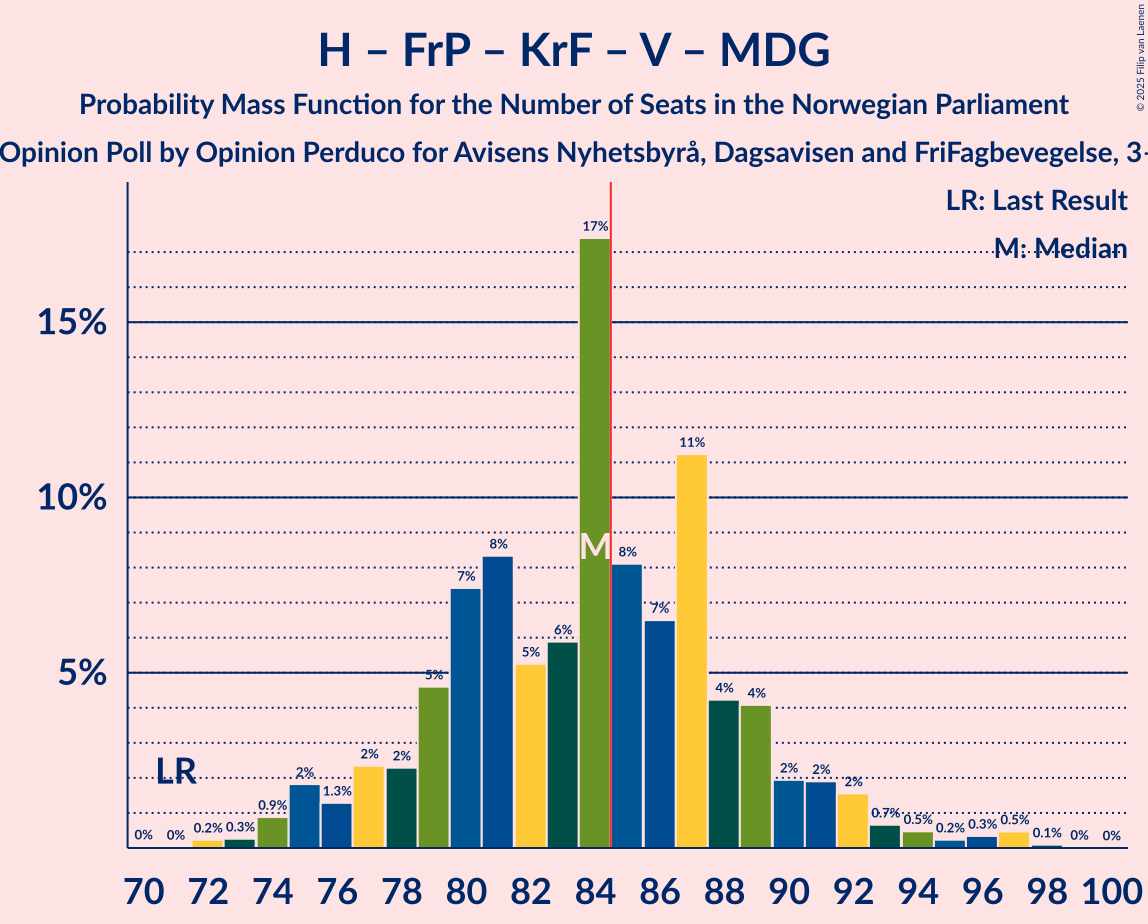 H – FrP – KrF – V – MDG
Probability Mass Function for the Number of Seats in the Norwegian Parliament
Opinion Poll by Opinion Perduco for Avisens Nyhetsbyrå, Dagsavisen and FriFagbevegelse, 3–
© 2025 Filip van Laenen
LR: Last Result
M: Median
15%
10%
5%
LR
M
0% 0% 0.2% 0.3% 0.9% 2% 1.3% 2% 2% 5% 7% 8% 5% 6% 17% 8% 7% 11% 4% 4% 2% 2% 2% 0.7% 0.5% 0.2% 0.3% 0.5% 0.1% 0% 0%
70 72 74 76 78 80 82 84 86 88 90 92 94 96 98 100